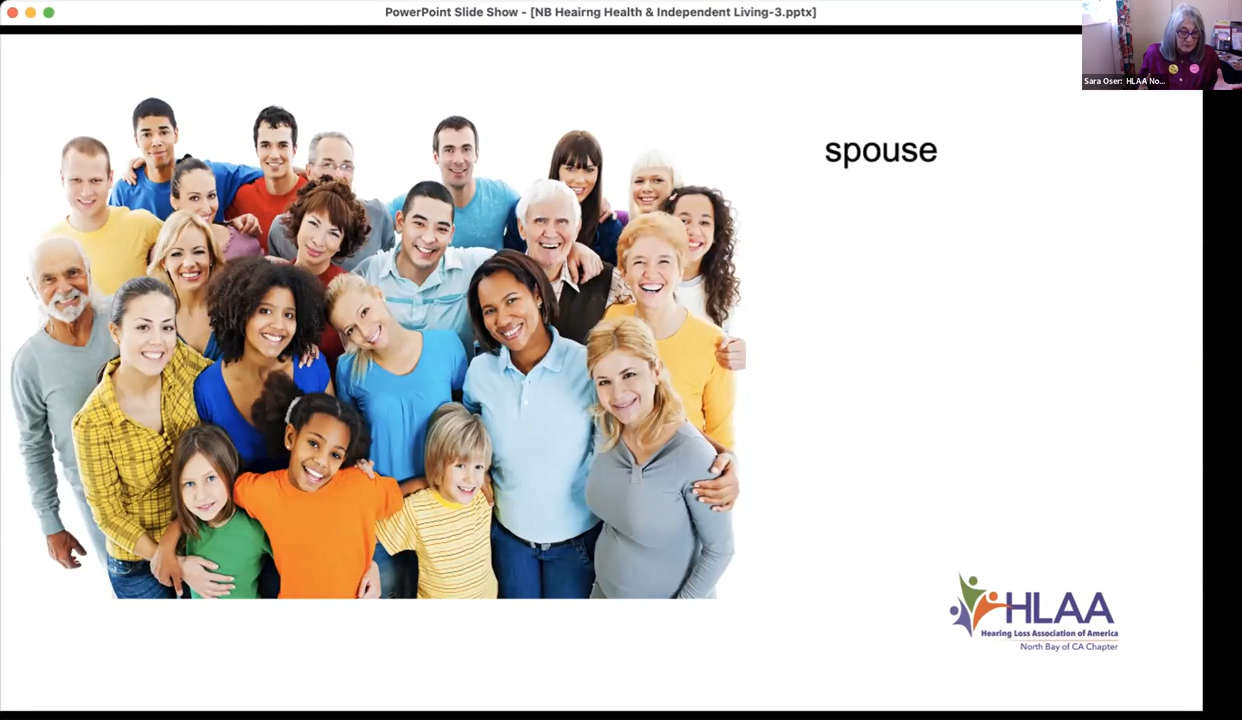 PowerPoint Slide Show - [NB Heairng Health & Independent Living-3.pptx]
Sara Oser: HLAA No...
spouse
HLAA
Hearing Loss Association of America
North Bay of CA Chapter